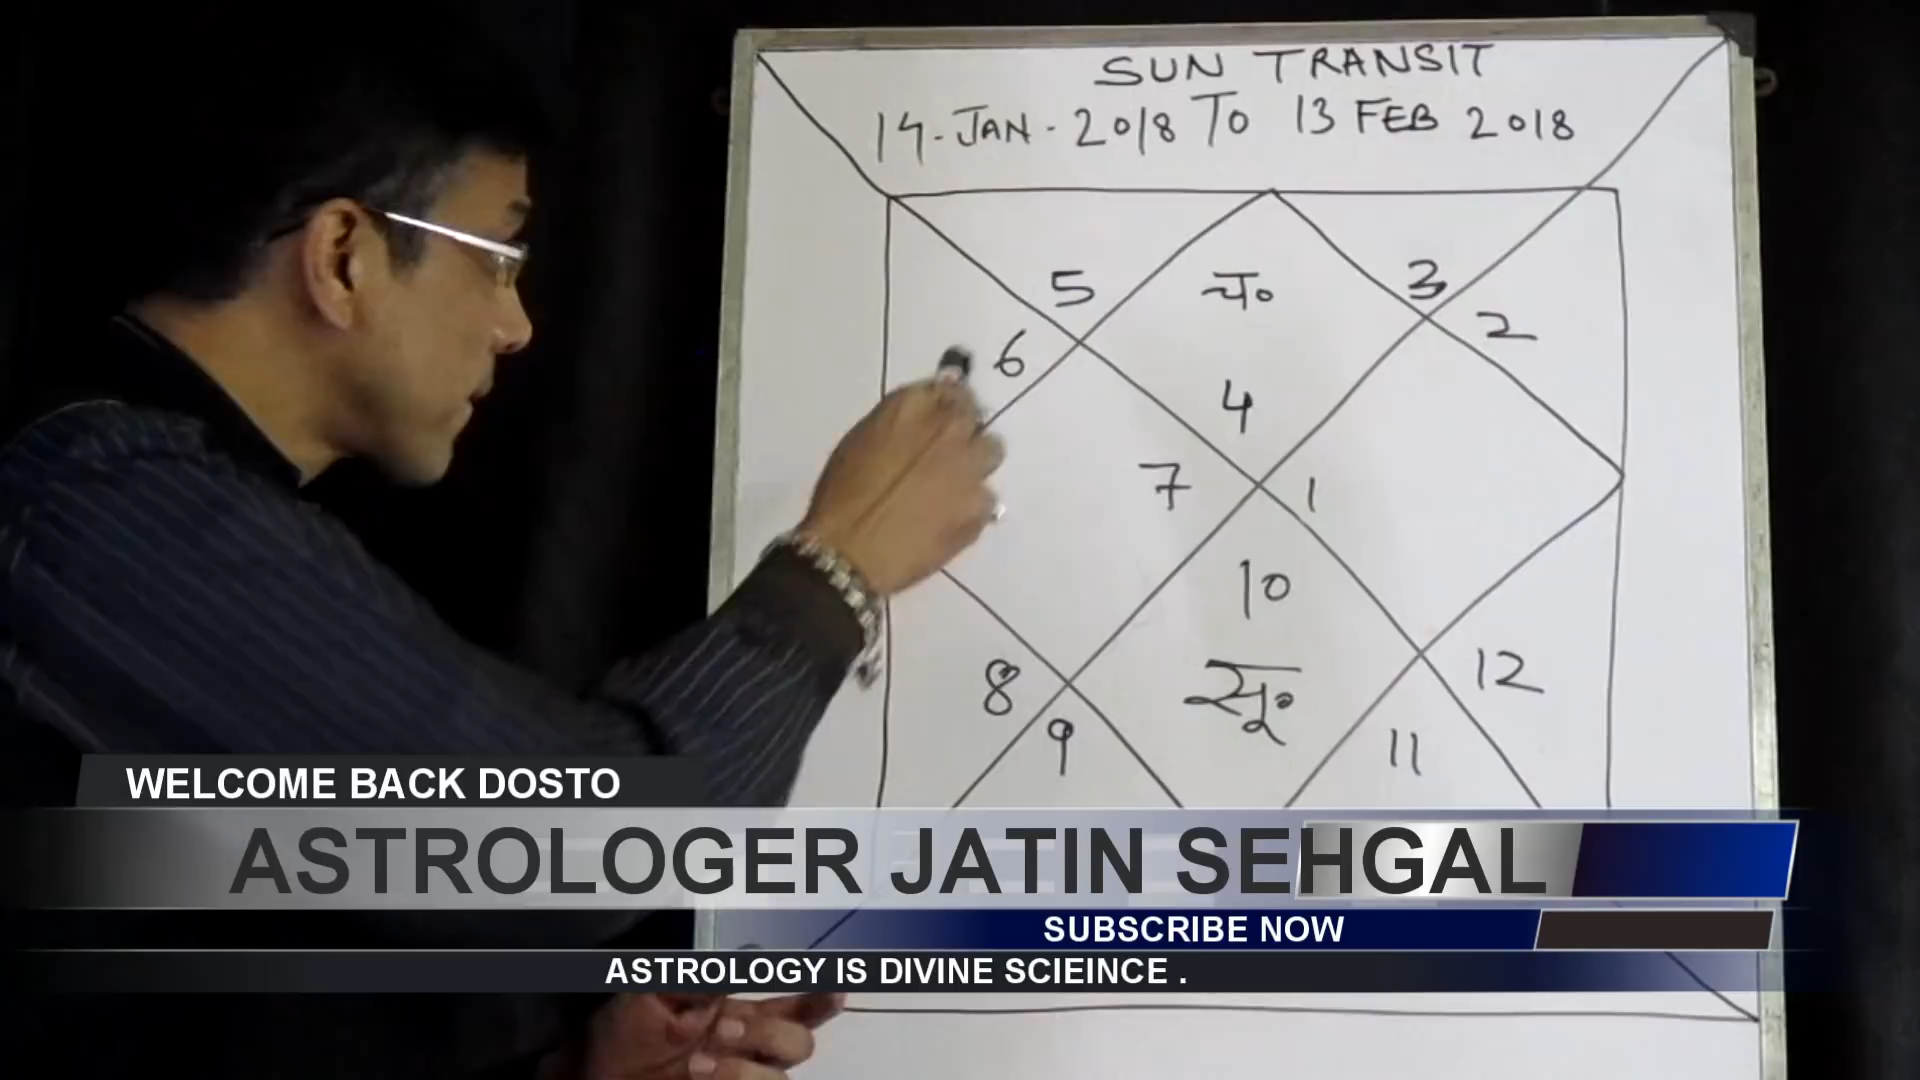 SUN TRANSIT
14-JAN-2018 TO 13 FEB 2018
5
चं०
3
2
6
4
7
1
10
8
सू०
12
9
11
WELCOME BACK DOSTO
ASTROLOGER JATIN SEHGAL
SUBSCRIBE NOW
ASTROLOGY IS DIVINE SCIEINCE .